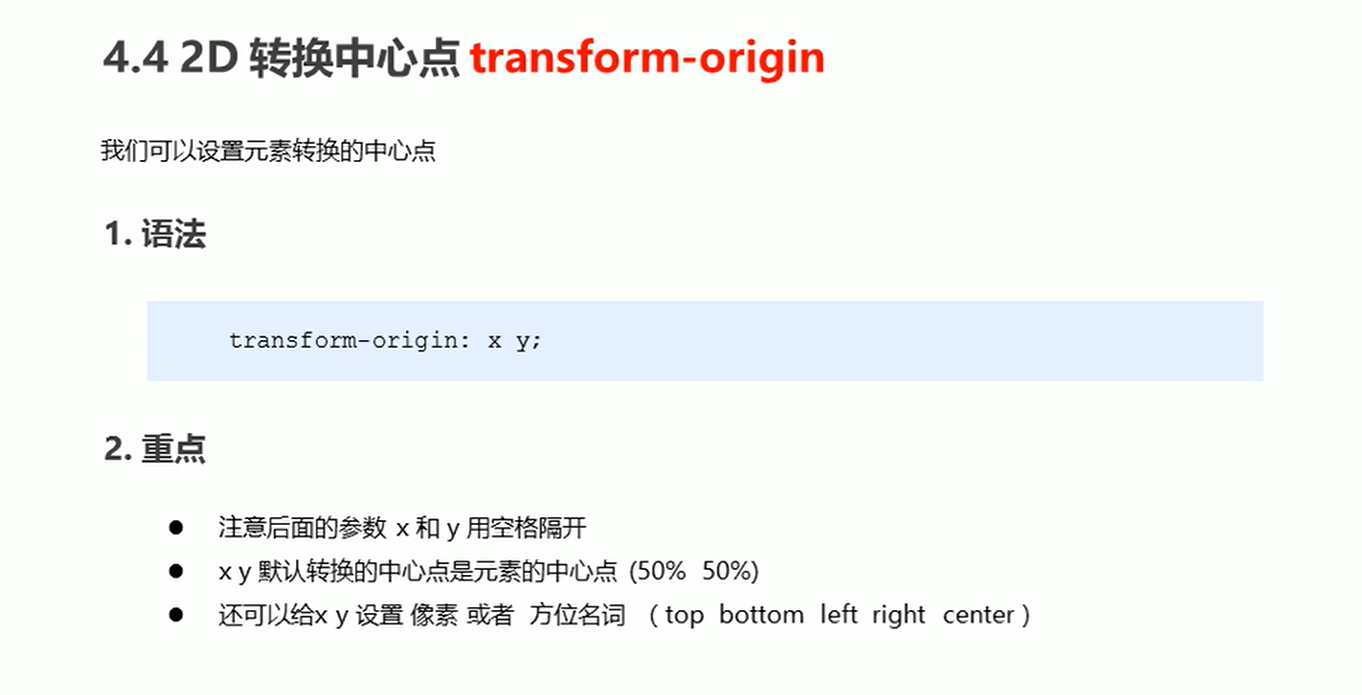 4.4 2D 转换中心点 transform-origin
我们可以设置元素转换的中心点
1. 语法
transform-origin: x y;
2. 重点
● 注意后面的参数 x 和 y 用空格隔开
● x y 默认转换的中心点是元素的中心点 (50% 50%)
● 还可以给x y 设置 像素 或者 方位名词 （ top bottom left right center ）